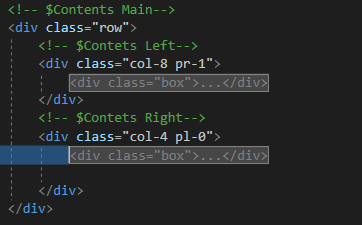 <!-- $Contents Main-->
<div class="row">
<!-- $Contets Left-->
<div class="col-8 pr-1">
<div class="box">...</div>
</div>
<!-- $Contets Right-->
<div class="col-4 pl-0">
<div class="box">...</div>
</div>
</div>